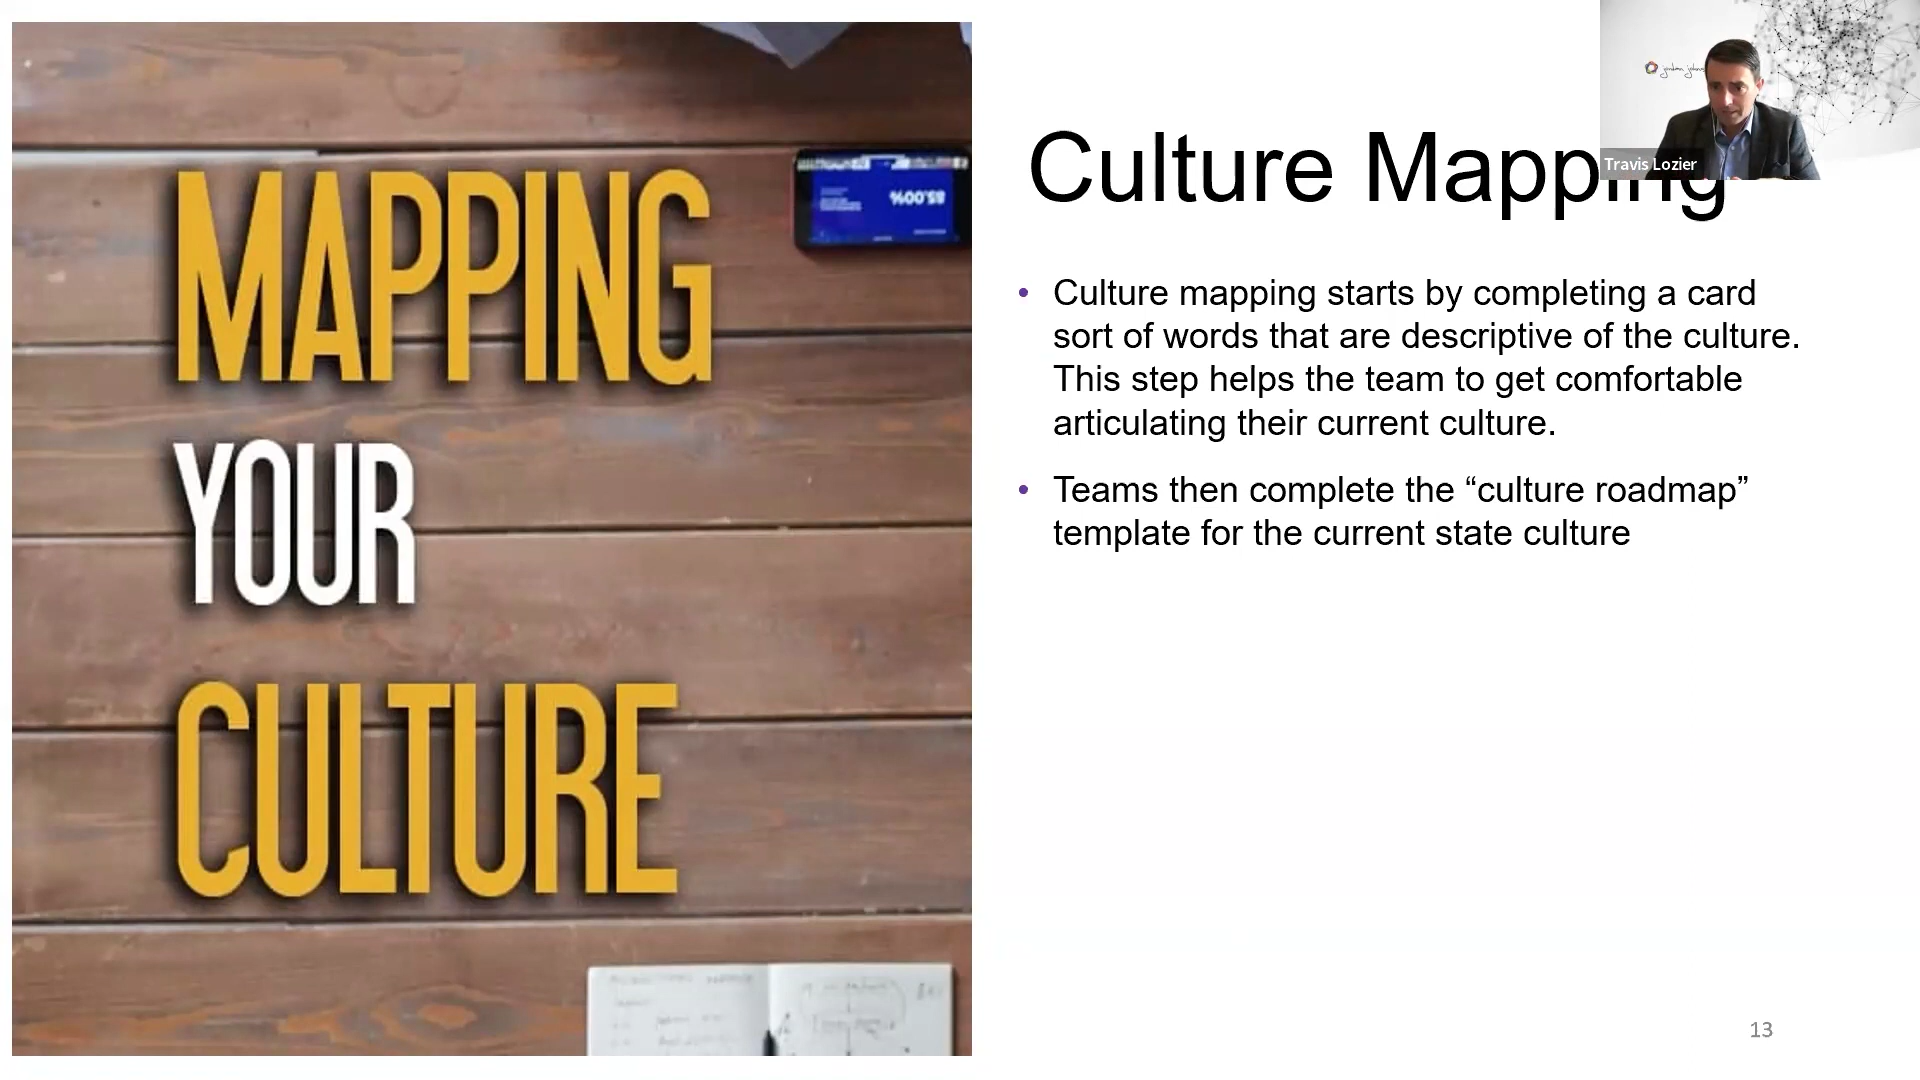 MAPPING
YOUR
CULTURE
85.00%
Travis Lozier
Culture Mapping
• Culture mapping starts by completing a card
sort of words that are descriptive of the culture.
This step helps the team to get comfortable
articulating their current culture.
• Teams then complete the “culture roadmap”
template for the current state culture
13